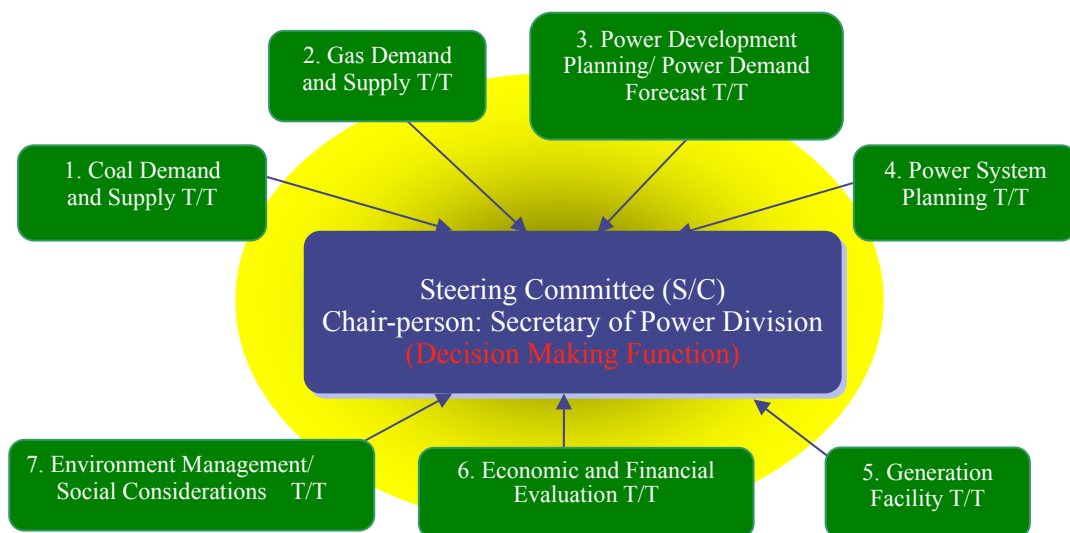 1. Coal Demand
and Supply T/T
2. Gas Demand
and Supply T/T
3. Power Development
Planning/ Power Demand
Forecast T/T
4. Power System
Planning T/T
Steering Committee (S/C)
Chair-person: Secretary of Power Division
(Decision Making Function)
7. Environment Management/
Social Considerations T/T
6. Economic and Financial
Evaluation T/T
5. Generation
Facility T/T